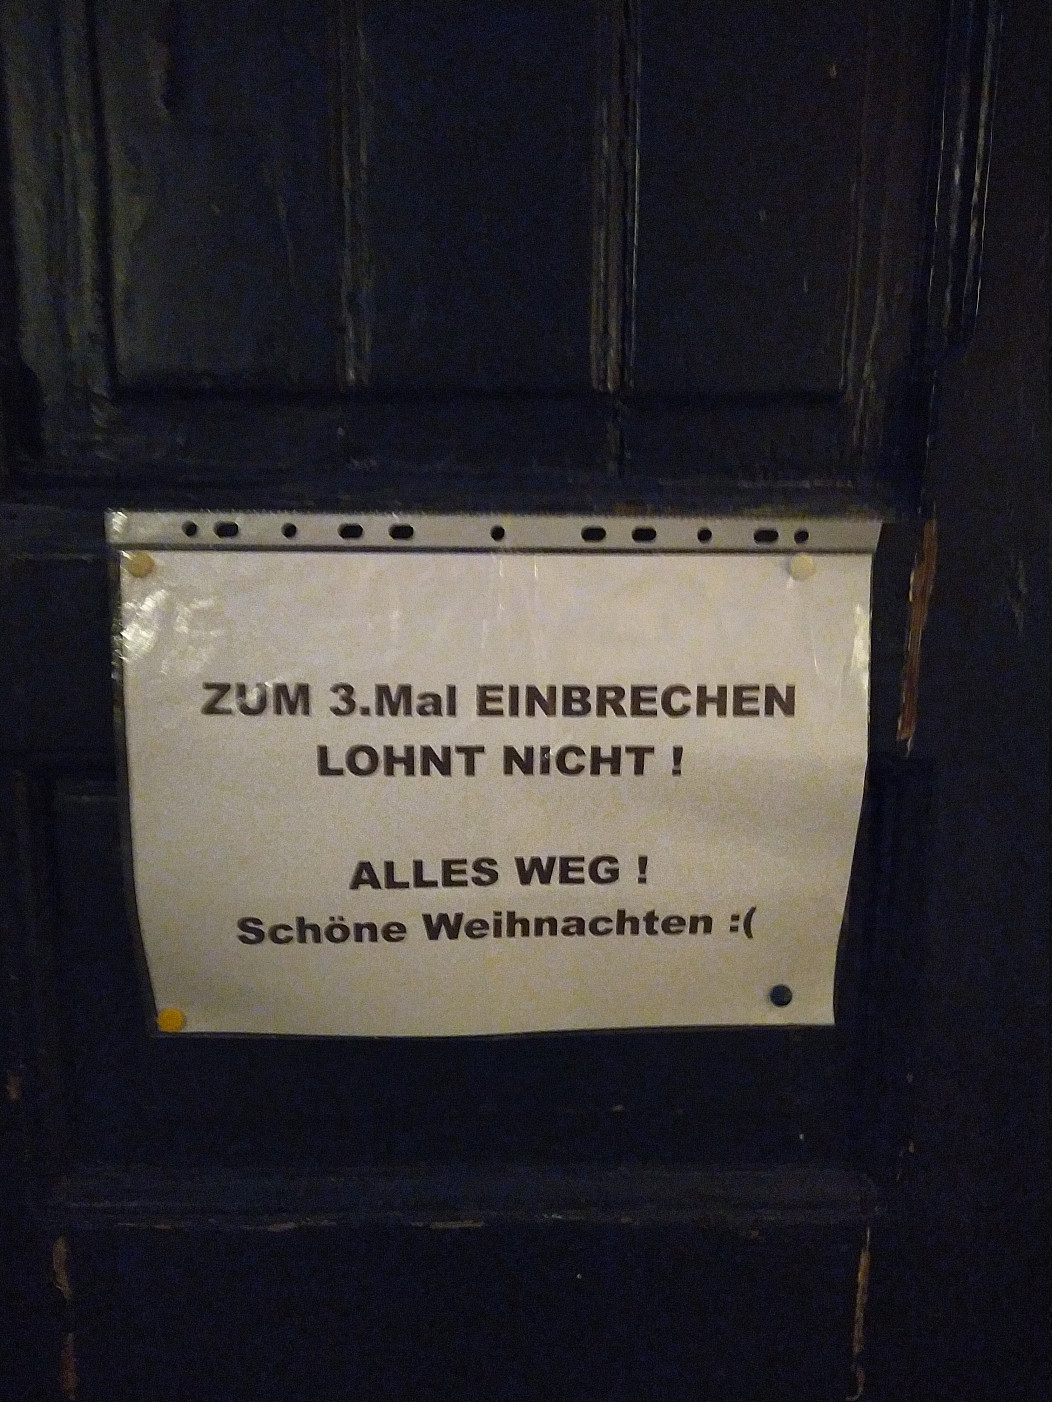 ZUM 3.Mal EINBRECHEN
LOHNT NICHT !
ALLES WEG !
Schöne Weihnachten :(